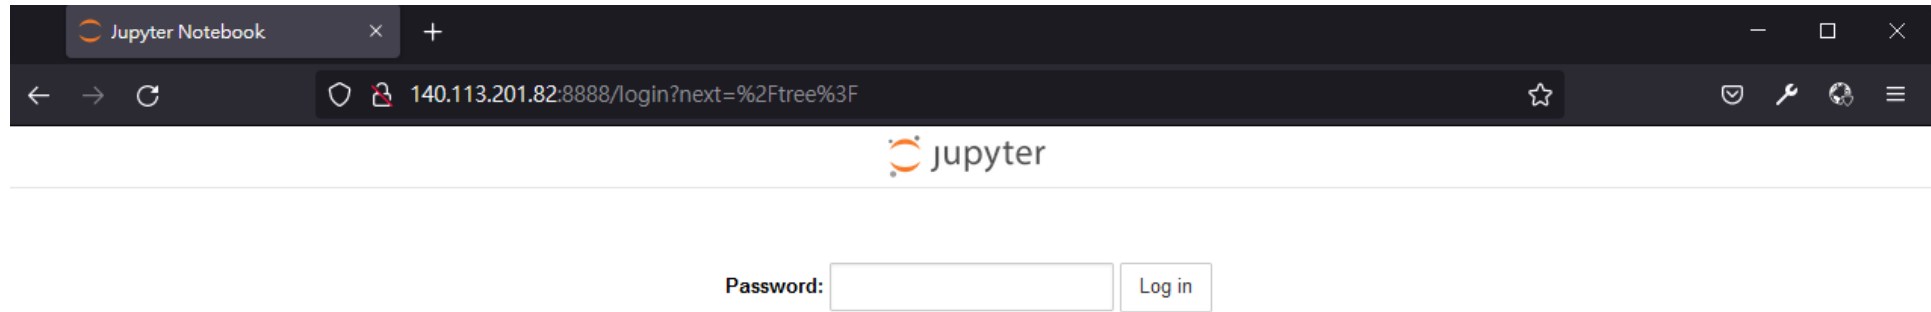 Jupyter Notebook
140.113.201.82:8888/login?next=%2Ftree%3F
jupyter
Password: Log in